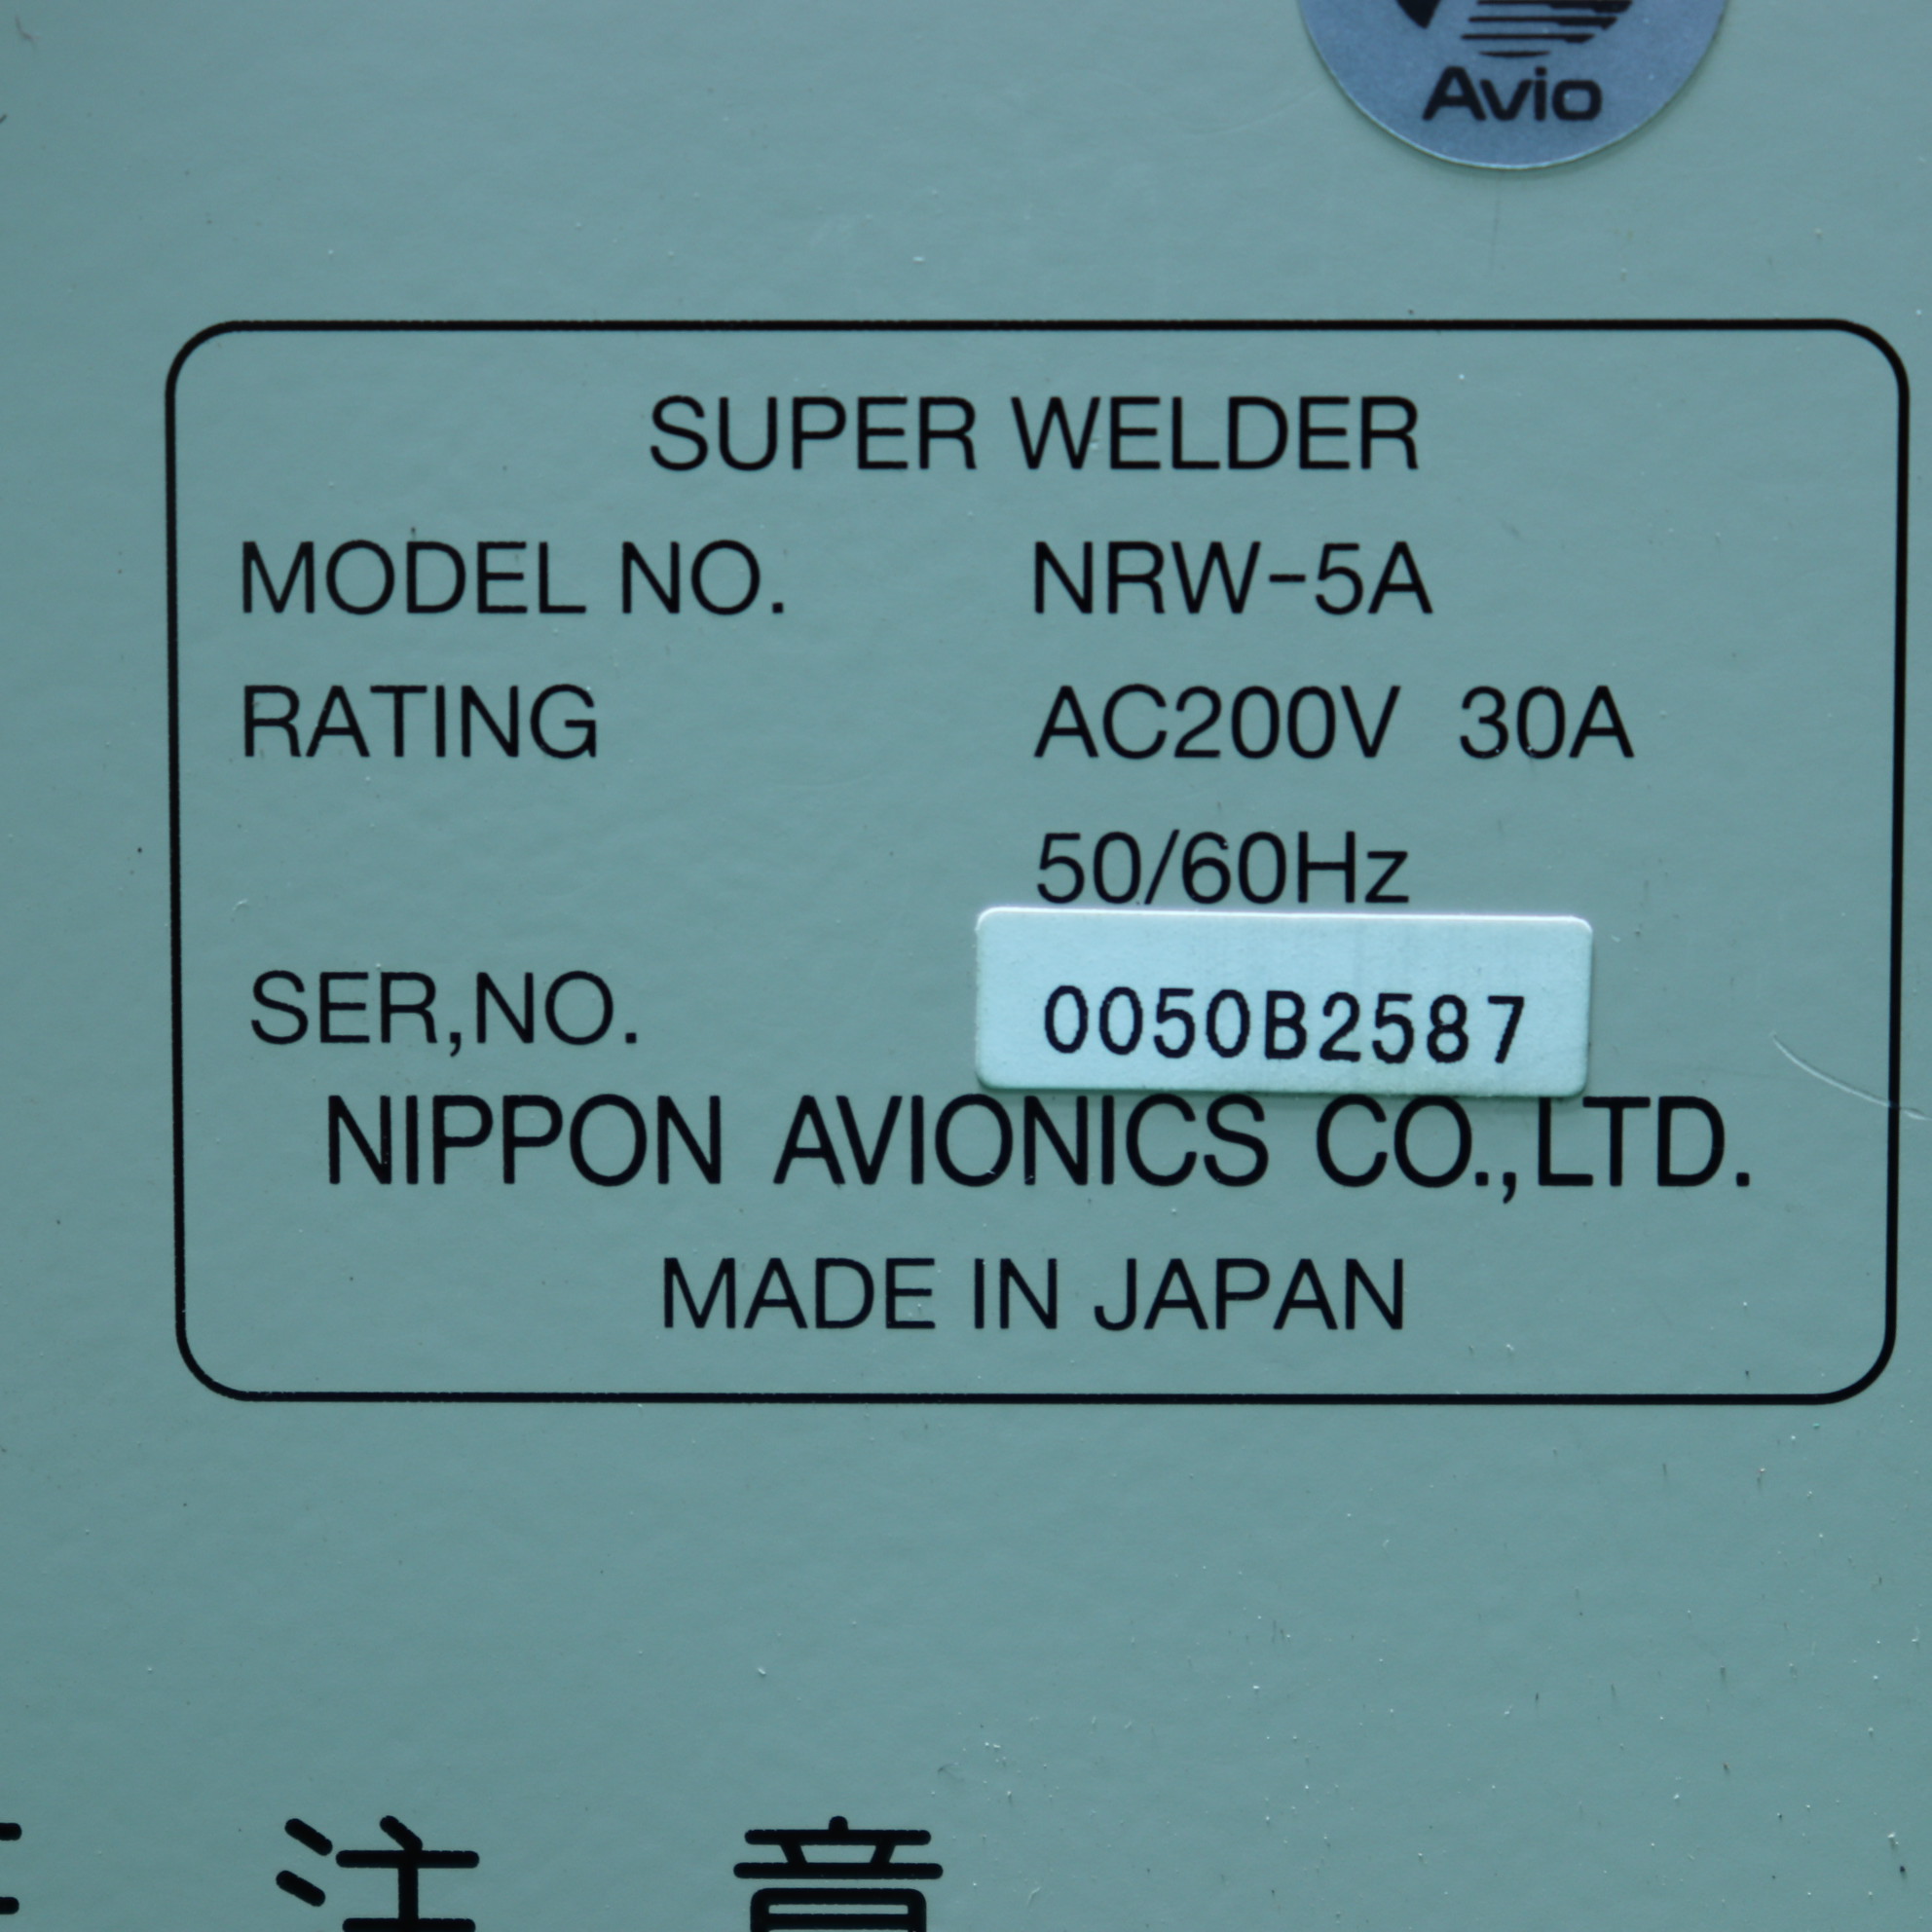 Avio
SUPER WELDER
MODEL NO. NRW-5A
RATING AC200V 30A
50/60Hz
SER,NO. 0050B2587
NIPPON AVIONICS CO.,LTD.
MADE IN JAPAN
注意